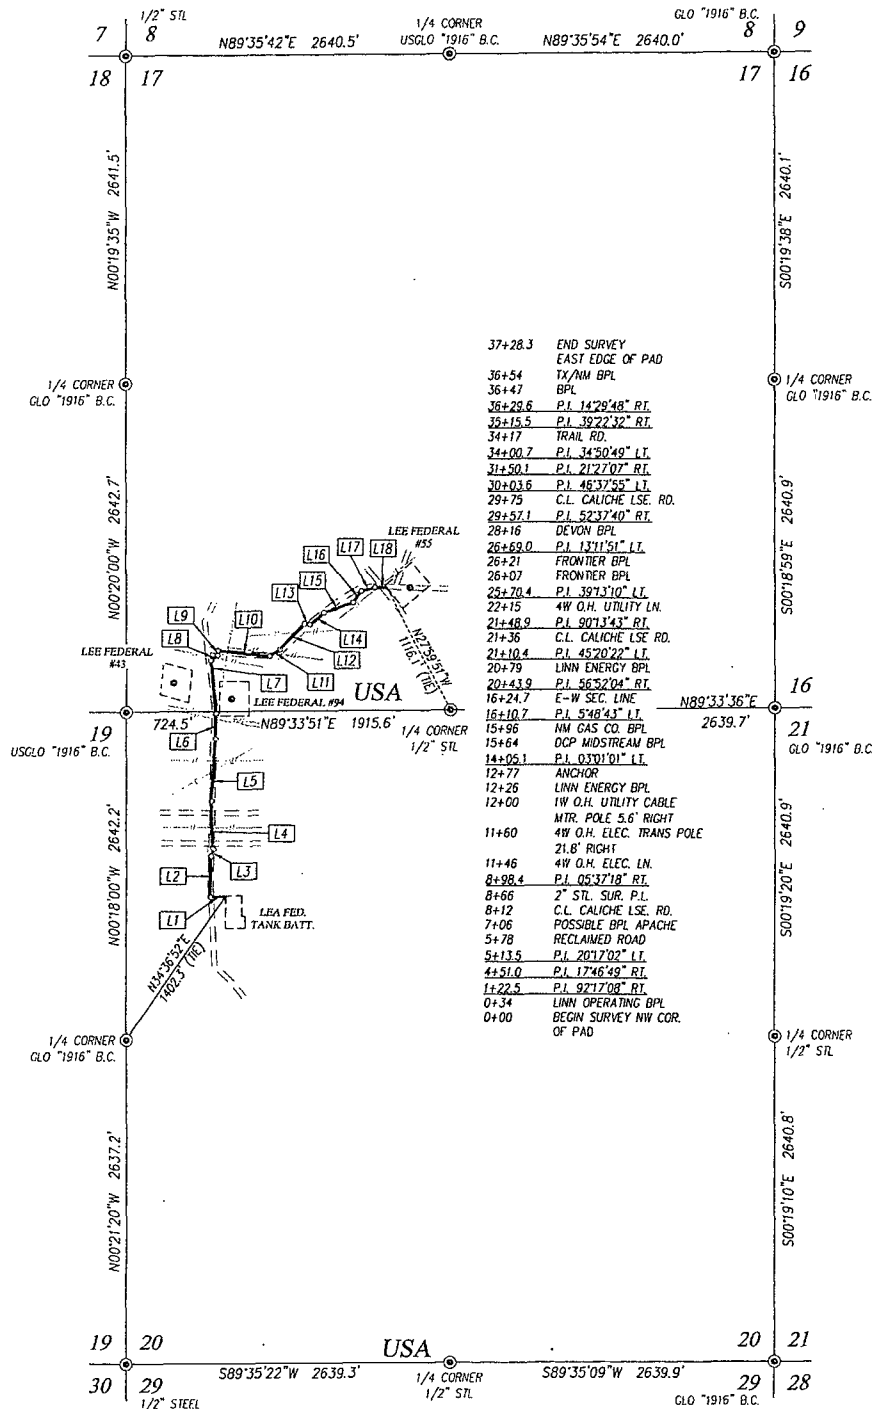 1/2" STL
7 8
18 17
N89°35'42"E 2640.5'
1/4 CORNER
USGLO "1916" B.C.
N89°35'54"E 2640.0'
GLO "1916" B.C.
8 9
17 16
N00°19'35"W 2641.5'
S00°19'38"E 2640.1'
1/4 CORNER
GLO "1916" B.C.
1/4 CORNER
GLO "1916" B.C.
N00°20'00"W 2642.7'
S00°18'59"E 2640.9'
37+28.3 END SURVEY
EAST EDGE OF PAD
36+54 TX/NM BPL
36+47 BPL
36+29.6 P.I. 14°29'48" RT.
35+15.5 P.I. 39°22'32" RT.
34+17 TRAIL RD.
34+00.7 P.I. 34°50'49" LT.
31+50.1 P.I. 21°27'07" RT.
30+03.6 P.I. 46°37'55" LT.
29+75 C.L. CALICHE LSE. RD.
29+57.1 P.I. 52°37'40" RT.
28+16 DEVON BPL
26+69.0 P.I. 13°11'51" LT.
26+21 FRONTIER BPL
26+07 FRONTIER BPL
25+70.4 P.I. 39°13'10" LT.
22+15 4W O.H. UTILITY LN.
21+48.9 P.I. 90°13'43" RT.
21+36 C.L. CALICHE LSE RD.
21+10.4 P.I. 45°20'22" LT.
20+79 LINN ENERGY BPL
20+43.9 P.I. 56°52'04" RT.
16+24.7 E-W SEC. LINE
16+10.7 P.I. 5°48'43" LT.
15+96 NM GAS CO. BPL
15+64 DCP MIDSTREAM BPL
14+05.1 P.I. 03°01'01" LT.
12+77 ANCHOR
12+26 LINN ENERGY BPL
12+00 1W O.H. UTILITY CABLE
MTR. POLE 5.6' RIGHT
11+60 4W O.H. ELEC. TRANS POLE
21.8' RIGHT
11+46 4W O.H. ELEC. LN.
8+98.4 P.I. 05°37'18" RT.
8+66 2" STL. SUR. P.L.
8+12 C.L. CALICHE LSE. RD.
7+06 POSSIBLE BPL APACHE
5+78 RECLAIMED ROAD
5+13.5 P.I. 20°17'02" LT.
4+51.0 P.I. 17°46'49" RT.
1+22.5 P.I. 92°17'08" RT.
0+34 LINN OPERATING BPL
0+00 BEGIN SURVEY NW COR.
OF PAD
LEE FEDERAL
#55
L18
L17
L16
L15
L14
L13
L12
L11
L10
L9
L8
L7
LEE FEDERAL
#43
LEE FEDERAL #94
USA
N27°59'51"W
1116.1' (TIE)
724.5'
N89°33'51"E 1915.6'
1/4 CORNER
1/2" STL
N89°33'36"E
2639.7'
16
21
GLO "1916" B.C.
19
USGLO "1916" B.C.
L6
L5
L4
L3
L2
L1
LEA FED.
TANK BATT.
N00°18'00"W 2642.2'
S00°19'20"E 2640.9'
N34°36'52"E
1402.3' (TIE)
1/4 CORNER
GLO "1916" B.C.
1/4 CORNER
1/2" STL
N00°21'20"W 2637.2'
S00°19'10"E 2640.8'
19 20
30 29
1/2" STEEL
USA
S89°35'22"W 2639.3'
1/4 CORNER
1/2" STL
S89°35'09"W 2639.9'
20 21
29 28
GLO "1916" B.C.